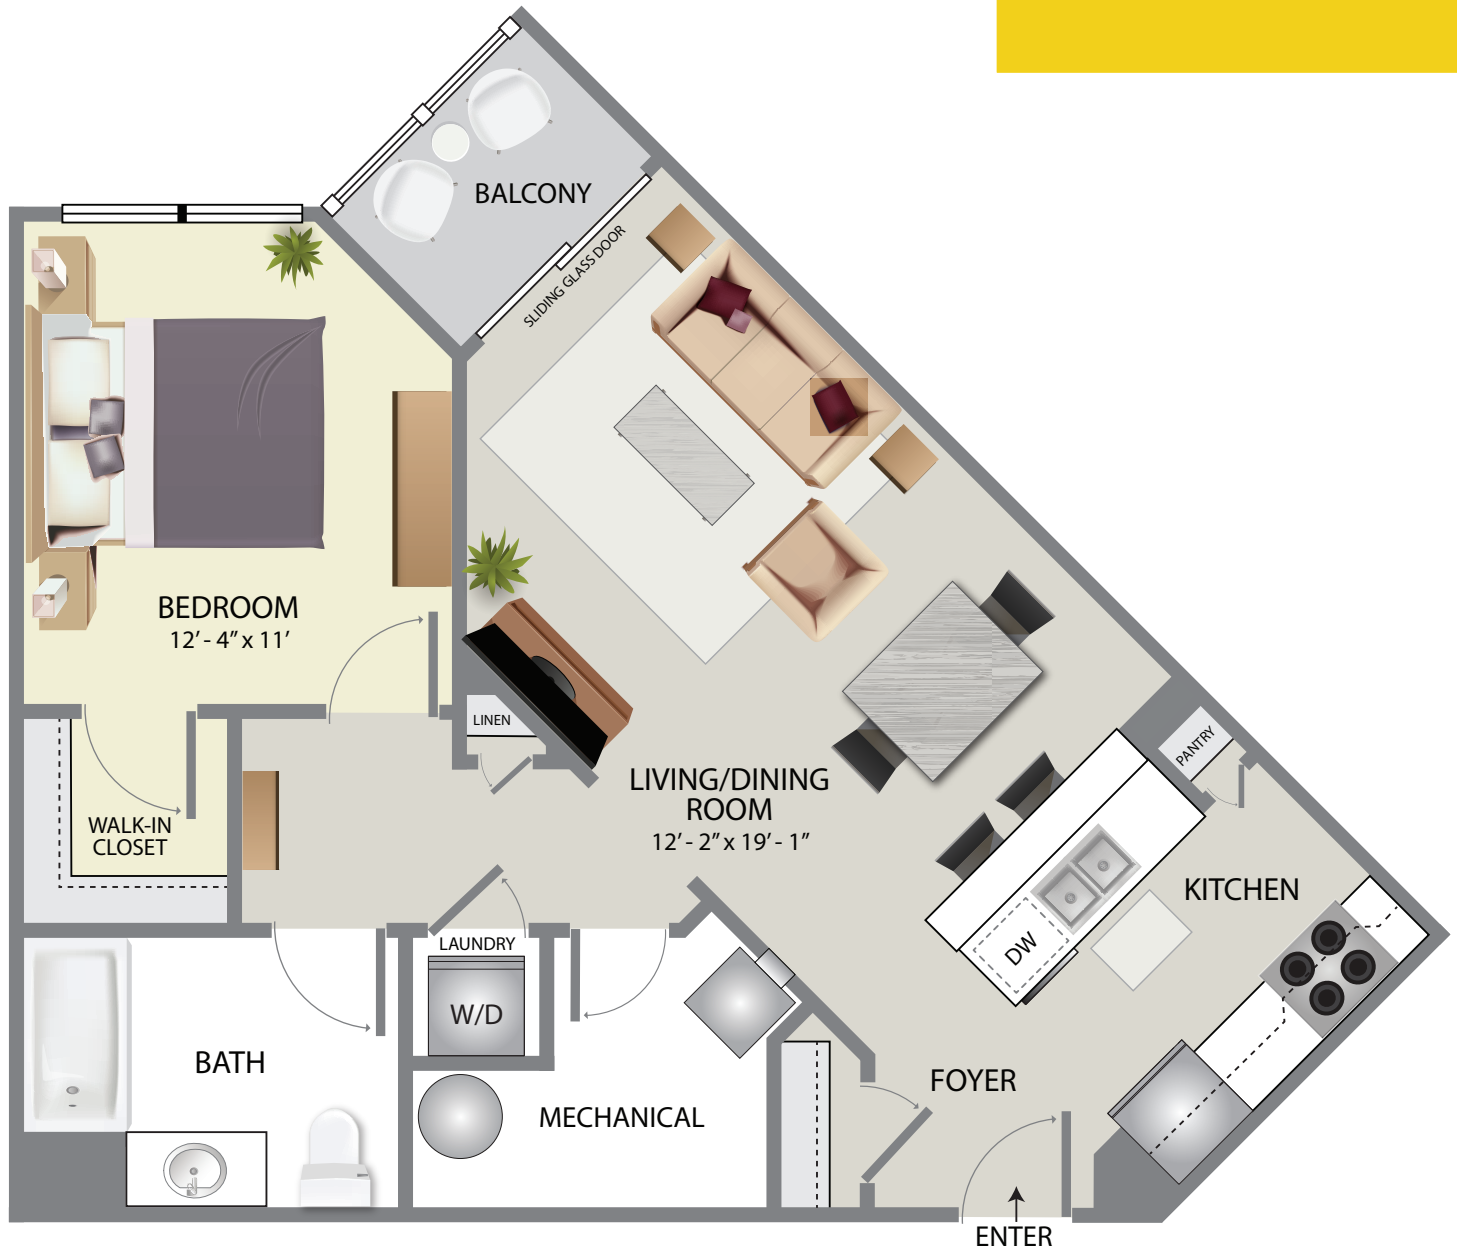 BALCONY
SLIDING GLASS DOOR
BEDROOM
12’ - 4” x 11’
LINEN
PANTRY
LIVING/DINING
ROOM
12’ - 2” x 19’ - 1”
WALK-IN
CLOSET
KITCHEN
LAUNDRY
DW
W/D
BATH
FOYER
MECHANICAL
ENTER